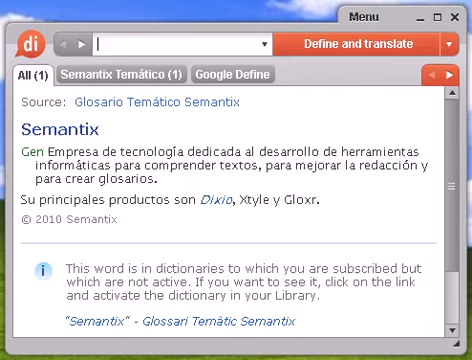 Menu
di
Define and translate
All (1)
Semantix Temático (1)
Google Define
Source: Glosario Temático Semantix
Semantix
Gen Empresa de tecnología dedicada al desarrollo de herramientas
informáticas para comprender textos, para mejorar la redacción y
para crear glosarios.
Su principales productos son Dixio, Xtyle y Gloxr.
© 2010 Semantix
i
This word is in dictionaries to which you are subscribed but
which are not active. If you want to see it, click on the link
and activate the dictionary in your Library.
"Semantix" - Glossari Temàtic Semantix